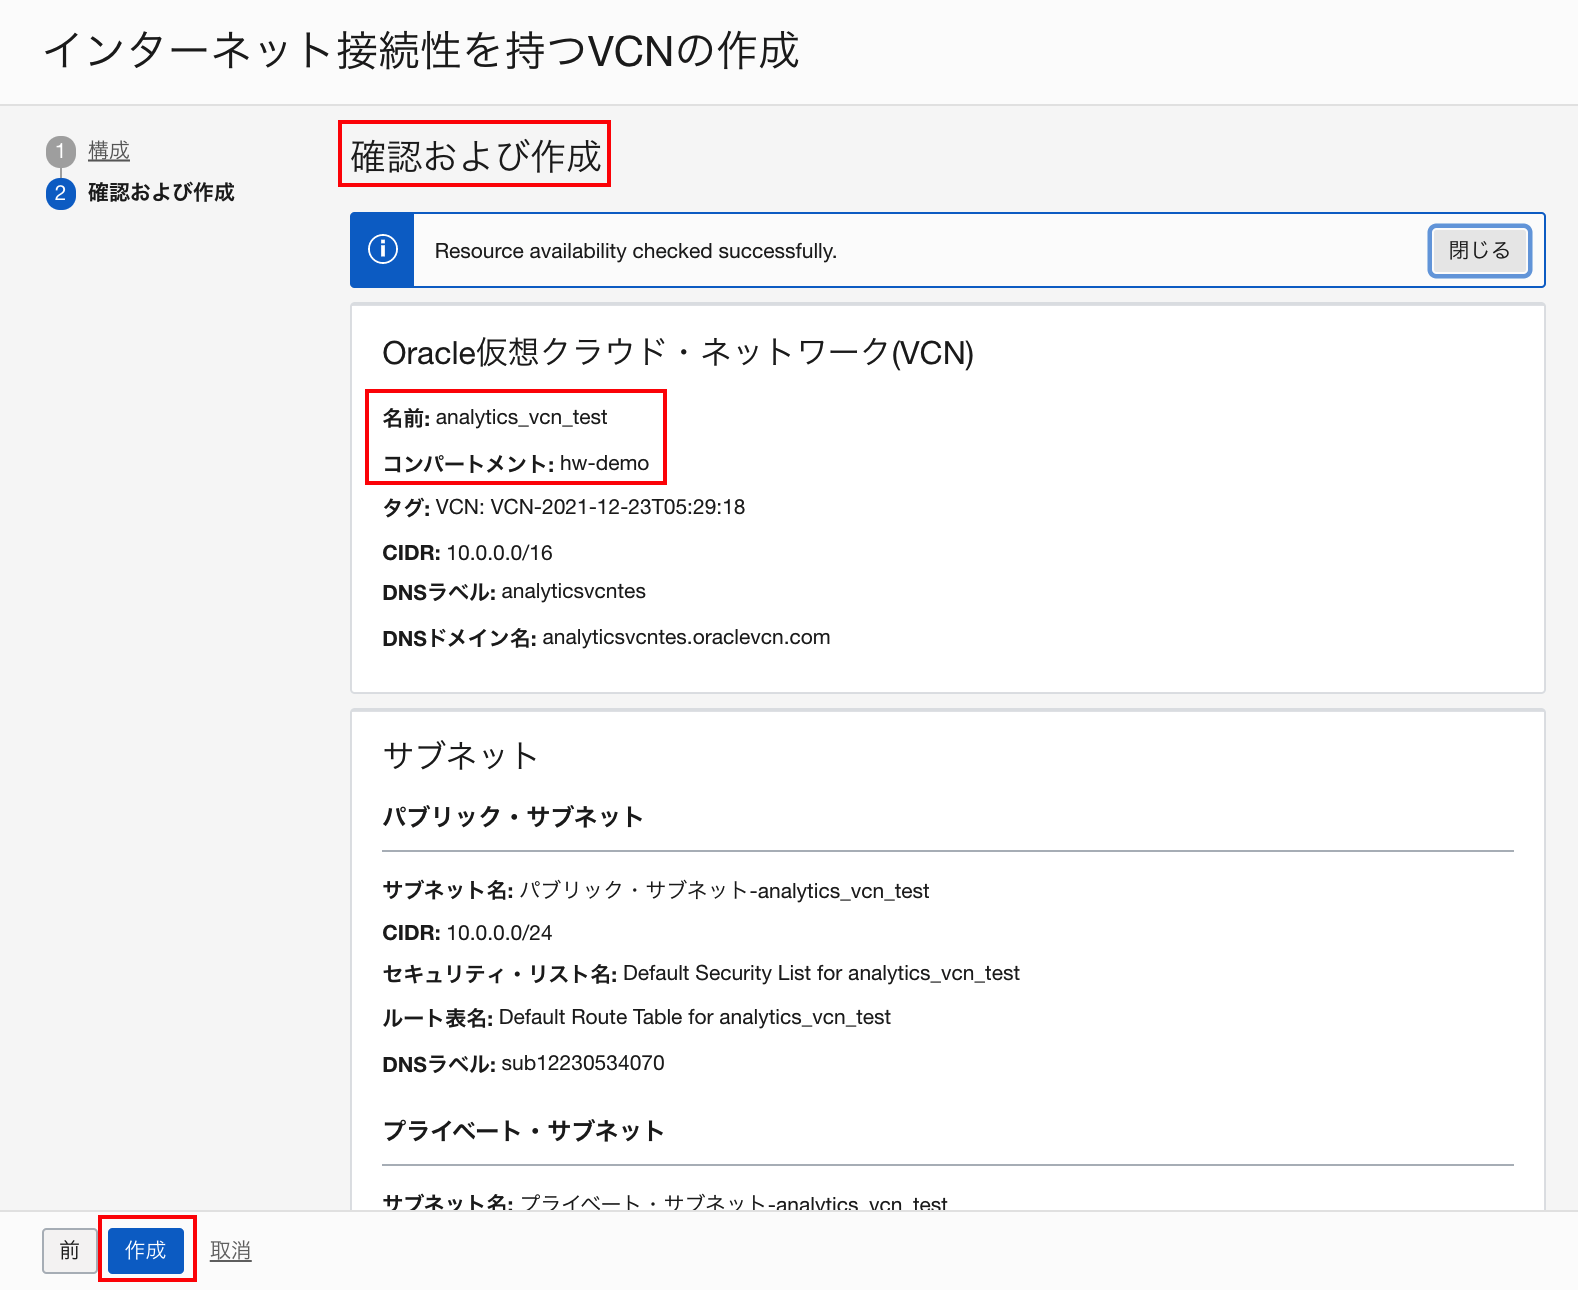 インターネット接続性を持つVCNの作成
1 構成
2 確認および作成
確認および作成
Resource availability checked successfully.
閉じる
Oracle仮想クラウド・ネットワーク(VCN)
名前: analytics_vcn_test
コンパートメント: hw-demo
タグ: VCN: VCN-2021-12-23T05:29:18
CIDR: 10.0.0.0/16
DNSラベル: analyticsvcntes
DNSドメイン名: analyticsvcntes.oraclevcn.com
サブネット
パブリック・サブネット
サブネット名: パブリック・サブネット-analytics_vcn_test
CIDR: 10.0.0.0/24
セキュリティ・リスト名: Default Security List for analytics_vcn_test
ルート表名: Default Route Table for analytics_vcn_test
DNSラベル: sub12230534070
プライベート・サブネット
サブネット名: プライベート・サブネット-analytics_vcn_test
前 作成 取消